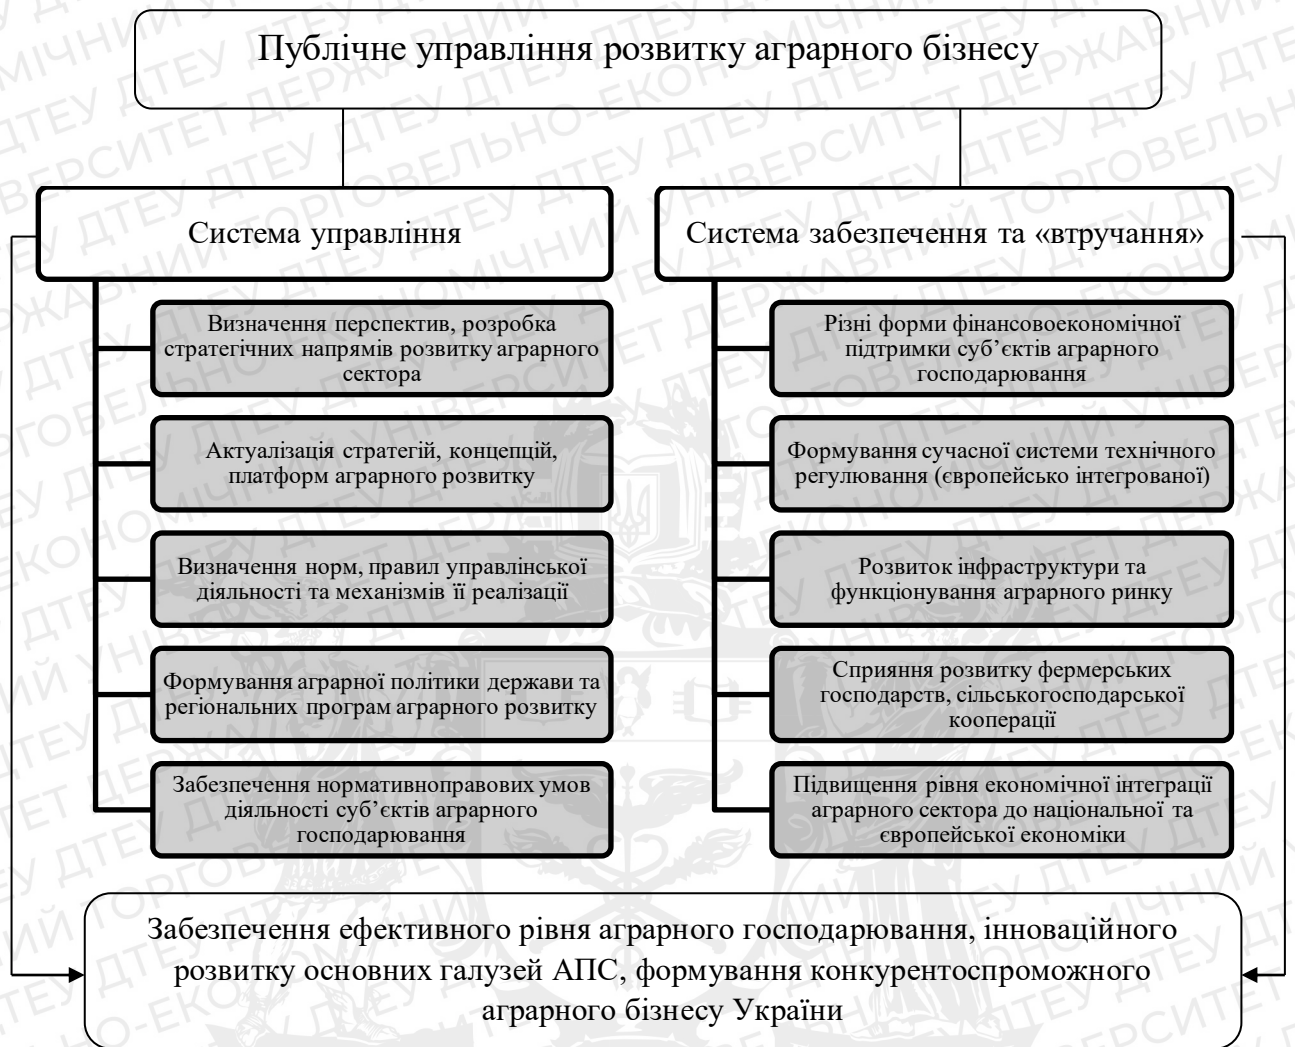 Публічне управління розвитку аграрного бізнесу
Система управління
Визначення перспектив, розробка
стратегічних напрямів розвитку аграрного
сектора
Актуалізація стратегій, концепцій,
платформ аграрного розвитку
Визначення норм, правил управлінської
діяльності та механізмів її реалізації
Формування аграрної політики держави та
регіональних програм аграрного розвитку
Забезпечення нормативноправових умов
діяльності суб’єктів аграрного
господарювання
Система забезпечення та «втручання»
Різні форми фінансовоекономічної
підтримки суб’єктів аграрного
господарювання
Формування сучасної системи технічного
регулювання (європейсько інтегрованої)
Розвиток інфраструктури та
функціонування аграрного ринку
Сприяння розвитку фермерських
господарств, сільськогосподарської
кооперації
Підвищення рівня економічної інтеграції
аграрного сектора до національної та
європейської економіки
Забезпечення ефективного рівня аграрного господарювання, інноваційного
розвитку основних галузей АПС, формування конкурентоспроможного
аграрного бізнесу України